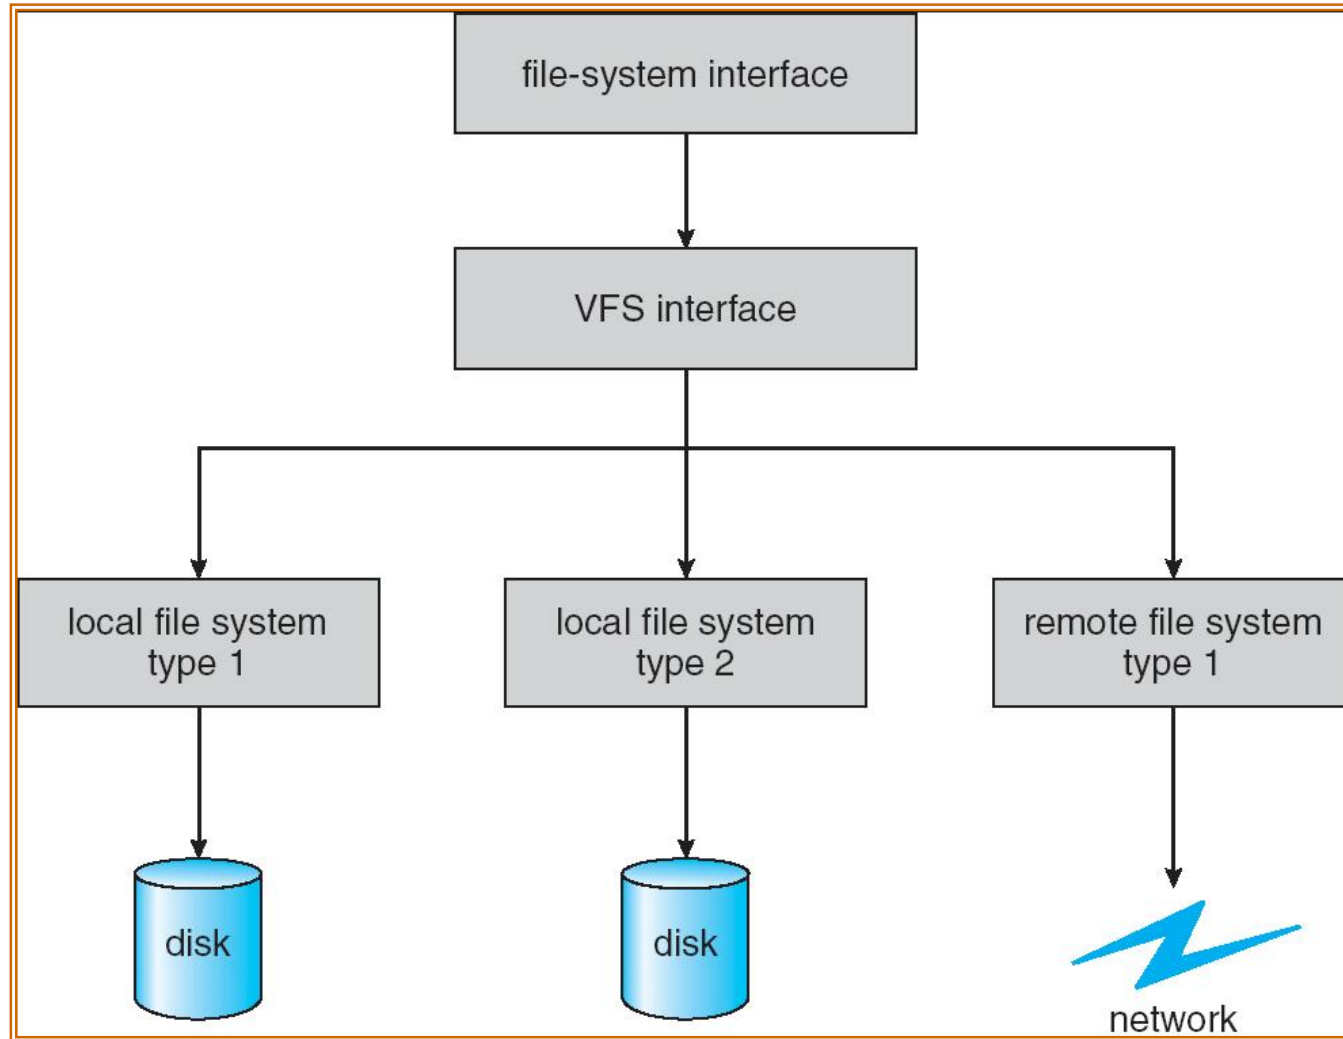 file-system interface
VFS interface
local file system
type 1
local file system
type 2
remote file system
type 1
disk
disk
network